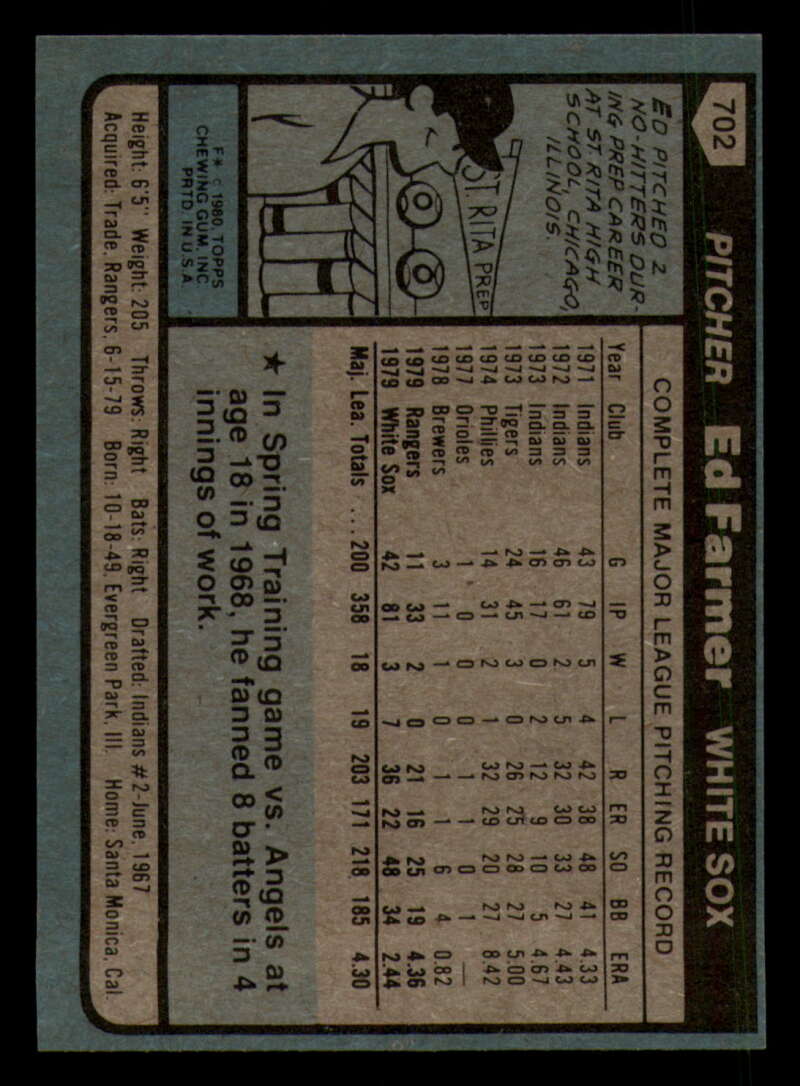 702 PITCHER Ed Farmer WHITE SOX
ED PITCHED 2
NO-HITTERS DUR-
ING PREP CAREER
AT ST. RITA HIGH
SCHOOL, CHICAGO,
ILLINOIS.
ST. RITA PREP
F* © 1980 TOPPS
CHEWING GUM, INC.
PRTD. IN U.S.A.
COMPLETE MAJOR LEAGUE PITCHING RECORD
Year Club G IP W L R ER SO BB ERA
1971 Indians 43 79 5 4 42 38 48 41 4.33
1972 Indians 46 61 2 5 32 30 33 27 4.43
1973 Indians 16 17 0 2 12 9 10 5 4.67
1973 Tigers 24 45 3 0 26 25 28 27 5.00
1974 Phillies 14 31 2 1 32 29 20 27 8.42
1977 Orioles 1 0 0 0 1 1 0 1 —
1978 Brewers 3 11 1 0 1 1 6 4 0.82
1979 Rangers 11 33 2 0 21 16 25 19 4.36
1979 White Sox 42 81 3 7 36 22 48 34 2.44
Maj. Lea. Totals ... 200 358 18 19 203 171 218 185 4.30
★ In Spring Training game vs. Angels at
age 18 in 1968, he fanned 8 batters in 4
innings of work.
Height: 6'5" Weight: 205 Throws: Right Bats: Right Drafted: Indians #2-June, 1967
Acquired: Trade, Rangers, 6-15-79 Born: 10-18-49, Evergreen Park, Ill. Home: Santa Monica, Cal.